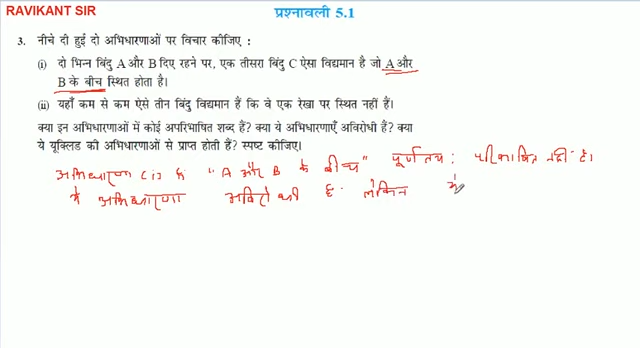 RAVIKANT SIR
प्रश्नावली 5.1
3. नीचे दी हुई दो अभिधारणाओं पर विचार कीजिए :
(i) दो भिन्न बिंदु A और B दिए रहने पर, एक तीसरा बिंदु C ऐसा विद्यमान है जो A और
B के बीच स्थित होता है।
(ii) यहाँ कम से कम ऐसे तीन बिंदु विद्यमान हैं कि वे एक रेखा पर स्थित नहीं हैं।
क्या इन अभिधारणाओं में कोई अपरिभाषित शब्द हैं? क्या ये अभिधारणाएँ अविरोधी हैं? क्या
ये यूक्लिड की अभिधारणाओं से प्राप्त होती हैं? स्पष्ट कीजिए।
अभिधारणा (i) में "A और B के बीच" पूर्णतय: परिभाषित नहीं है।
ये अभिधारणा अविरोधी है लेकिन ये